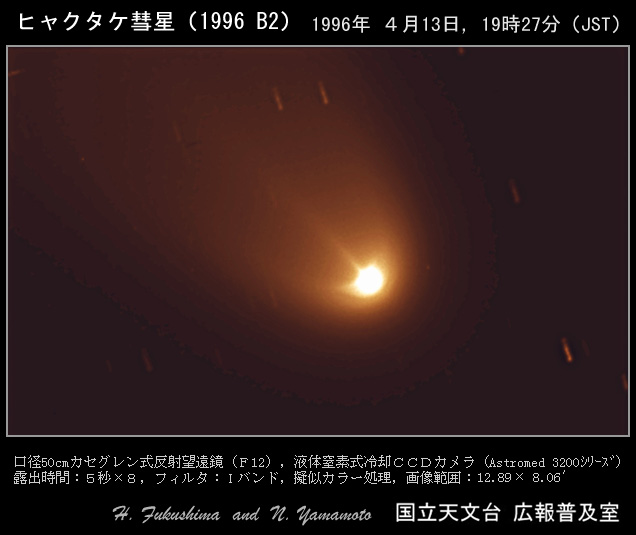 ヒャクタケ彗星（1996 B2） 1996年 ４月13日，19時27分（JST）
口径50cmカセグレン式反射望遠鏡（Ｆ12），液体窒素式冷却ＣＣＤカメラ（Astromed 3200ｼﾘｰｽﾞ）
露出時間：５秒×８，フィルタ：Ｉバンド，擬似カラー処理，画像範囲：12.89×8.06′
H. Fukushima and N. Yamamoto 国立天文台 広報普及室